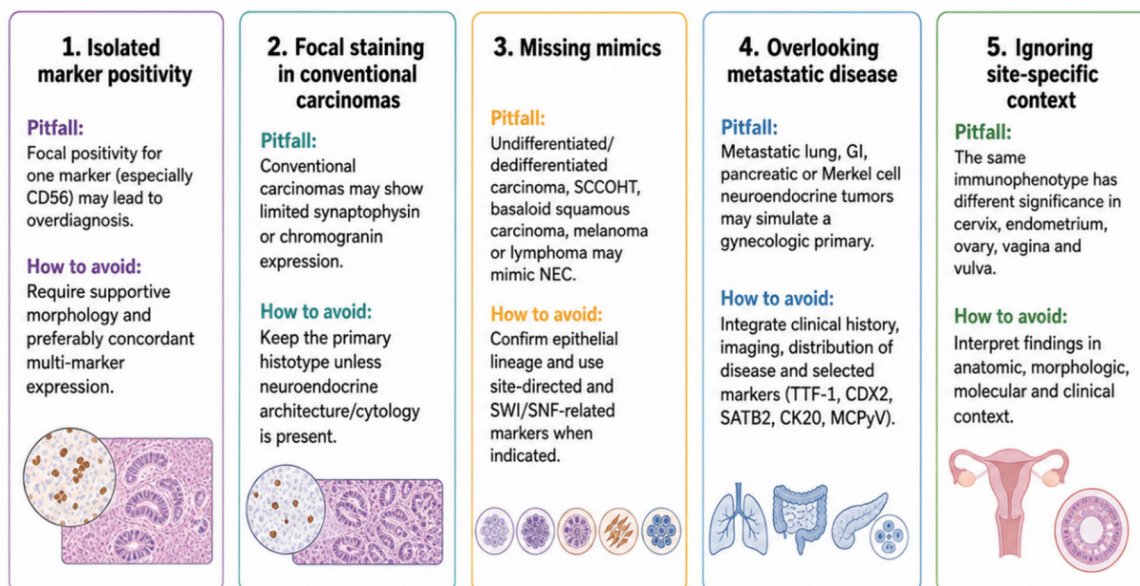 1. Isolated
marker positivity
Pitfall:
Focal positivity for
one marker (especially
CD56) may lead to
overdiagnosis.
How to avoid:
Require supportive
morphology and
preferably concordant
multi-marker
expression.
2. Focal staining
in conventional
carcinomas
Pitfall:
Conventional
carcinomas may show
limited synaptophysin
or chromogranin
expression.
How to avoid:
Keep the primary
histotype unless
neuroendocrine
architecture/cytology
is present.
3. Missing mimics
Pitfall:
Undifferentiated/
dedifferentiated
carcinoma, SCCOHT,
basaloid squamous
carcinoma, melanoma
or lymphoma may
mimic NEC.
How to avoid:
Confirm epithelial
lineage and use
site-directed and
SWI/SNF-related
markers when
indicated.
4. Overlooking
metastatic disease
Pitfall:
Metastatic lung, GI,
pancreatic or Merkel cell
neuroendocrine tumors
may simulate a
gynecologic primary.
How to avoid:
Integrate clinical history,
imaging, distribution of
disease and selected
markers (TTF-1, CDX2,
SATB2, CK20, MCPyV).
5. Ignoring
site-specific
context
Pitfall:
The same
immunophenotype has
different significance in
cervix, endometrium,
ovary, vagina and
vulva.
How to avoid:
Interpret findings in
anatomic, morphologic,
molecular and clinical
context.